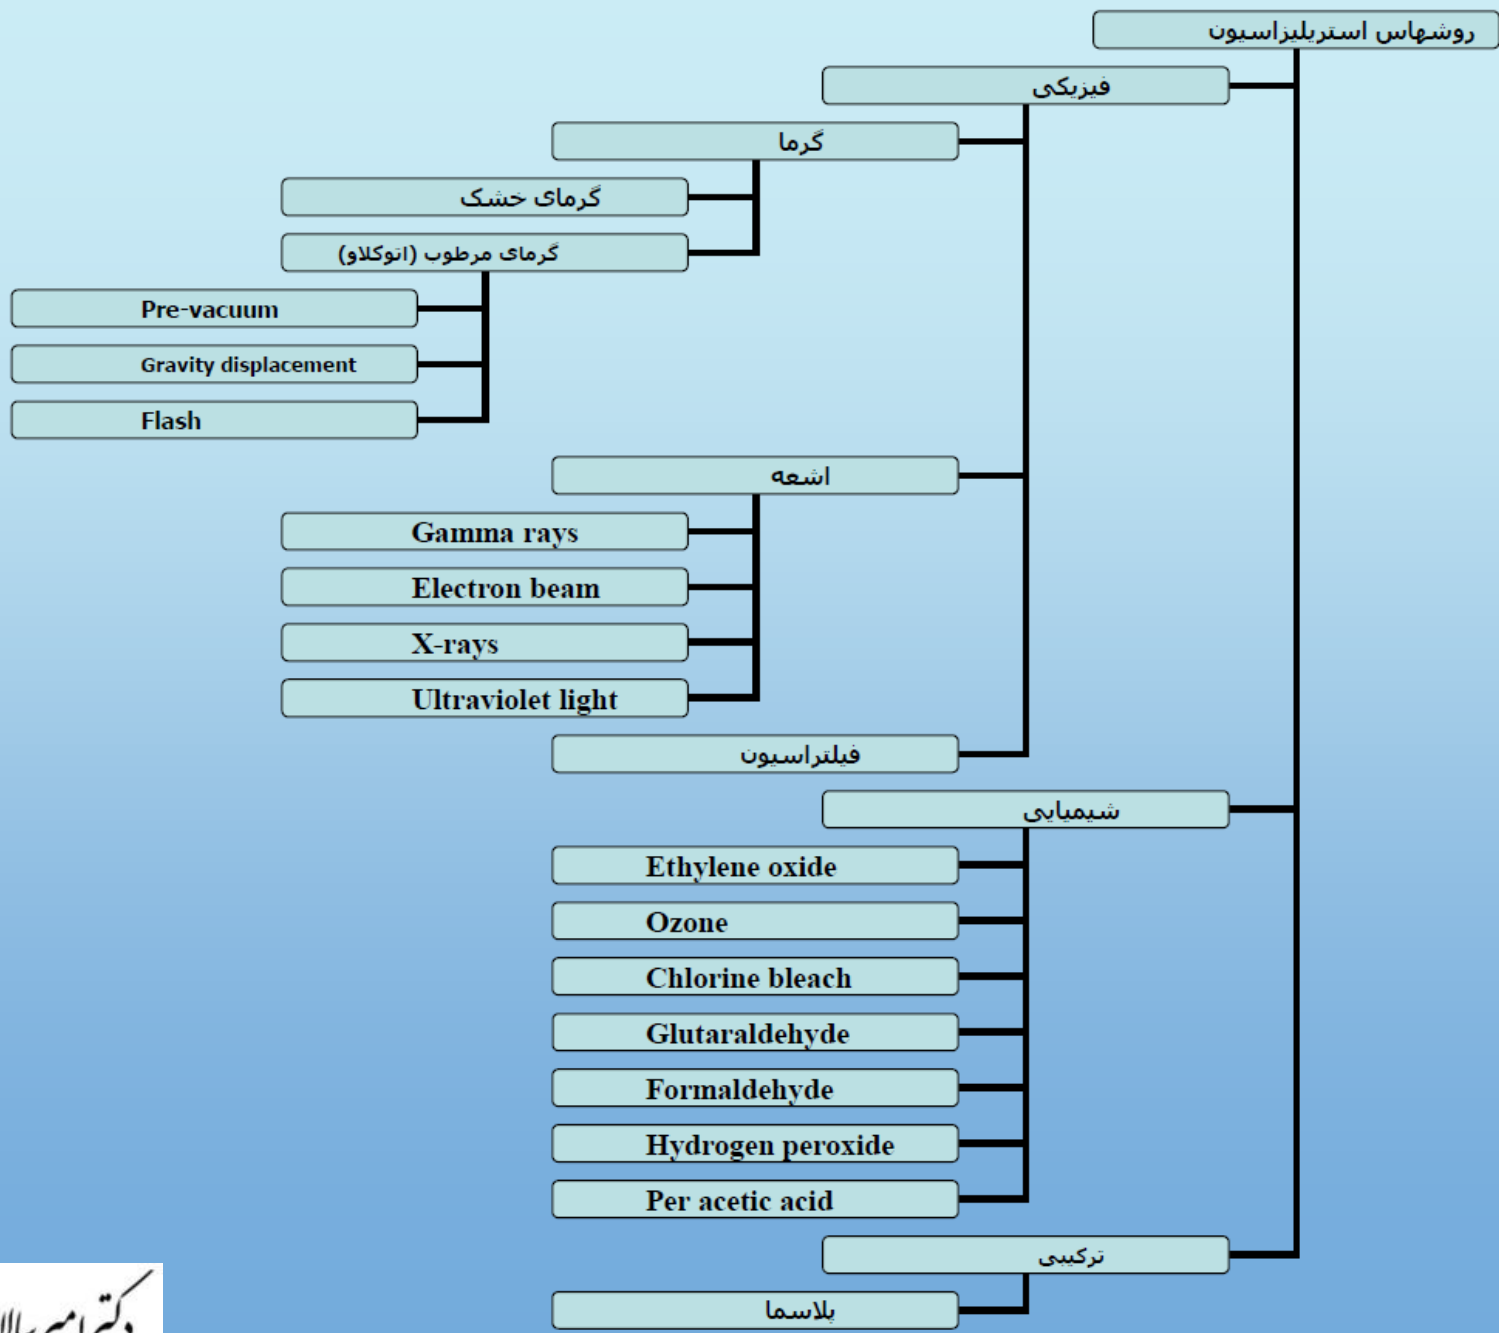 روشهاس استریلیزاسیون
فیزیکی
گرما
گرمای خشک
گرمای مرطوب (اتوکلاو)
Pre-vacuum
Gravity displacement
Flash
اشعه
Gamma rays
Electron beam
X-rays
Ultraviolet light
فیلتراسیون
شیمیایی
Ethylene oxide
Ozone
Chlorine bleach
Glutaraldehyde
Formaldehyde
Hydrogen peroxide
Per acetic acid
ترکیبی
پلاسما
دکتر امیر